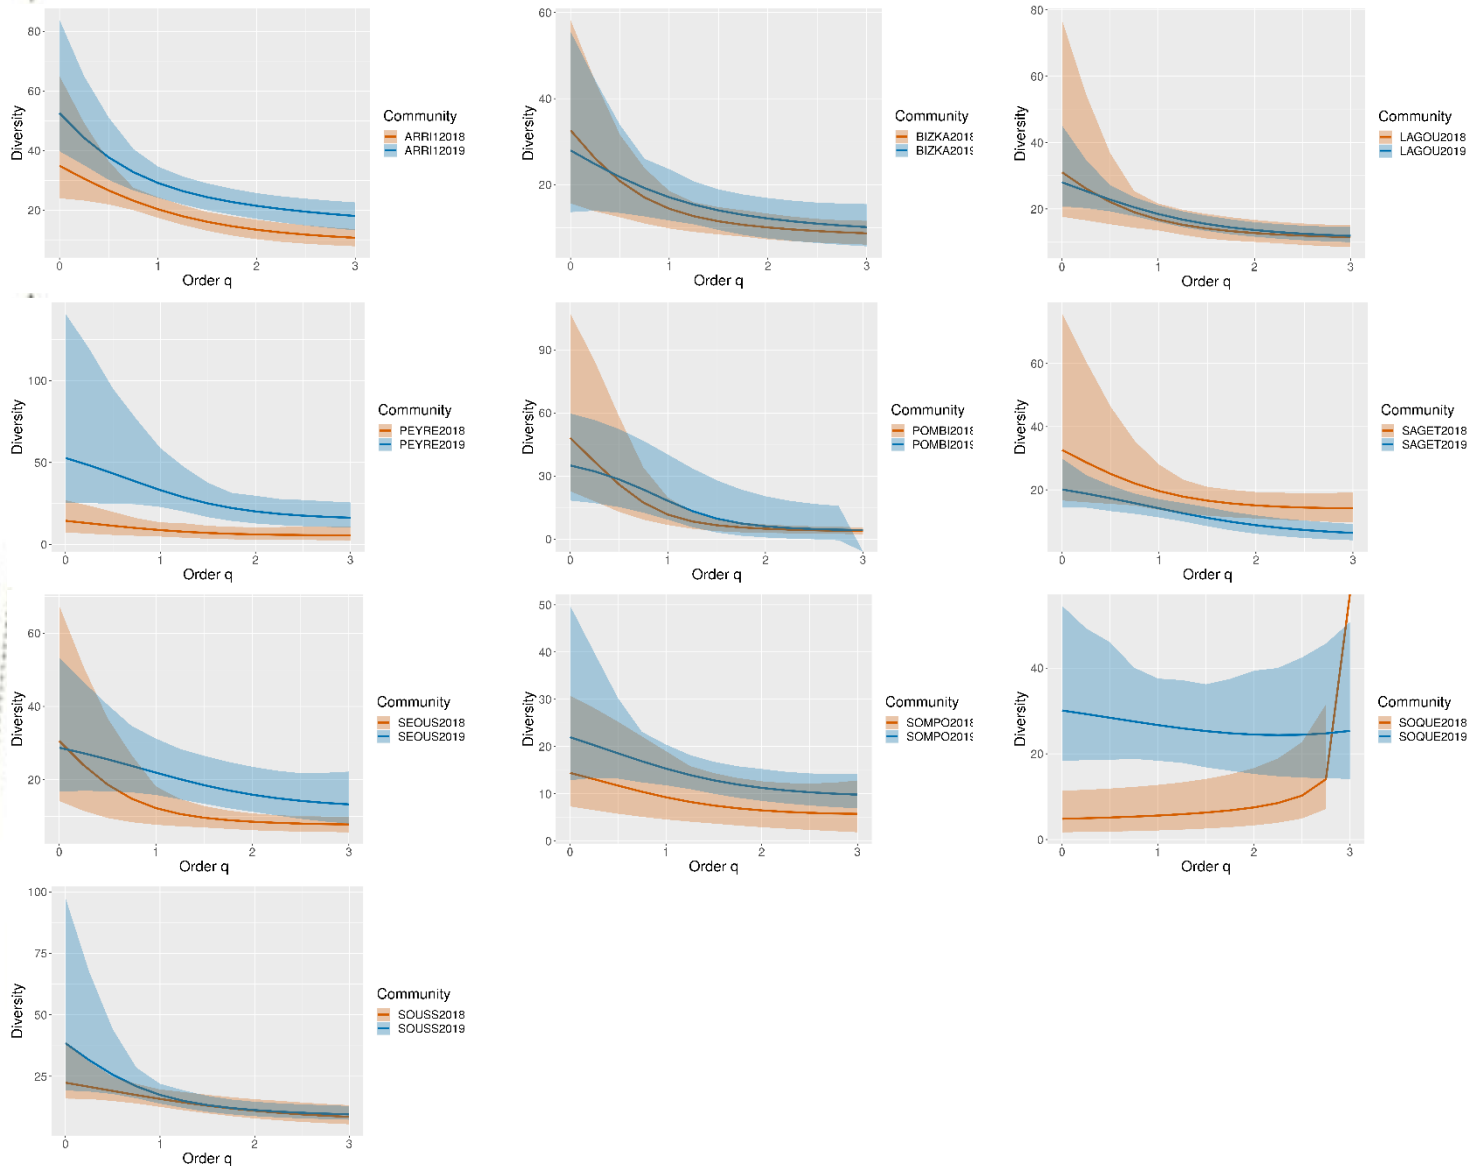 80
60
40
20
Diversity
0 1 2 3
Order q
Community
ARRI12018
ARRI12019
60
40
20
Diversity
0 1 2 3
Order q
Community
BIZKA2018
BIZKA2019
80
60
40
20
Diversity
0 1 2 3
Order q
Community
LAGOU2018
LAGOU2019
100
50
0
Diversity
0 1 2 3
Order q
Community
PEYRE2018
PEYRE2019
90
60
30
0
Diversity
0 1 2 3
Order q
Community
POMBI2018
POMBI2019
60
40
20
Diversity
0 1 2 3
Order q
Community
SAGET2018
SAGET2019
60
40
20
Diversity
0 1 2 3
Order q
Community
SEOUS2018
SEOUS2019
50
40
30
20
10
0
Diversity
0 1 2 3
Order q
Community
SOMPO2018
SOMPO2019
40
20
0
Diversity
0 1 2 3
Order q
Community
SOQUE2018
SOQUE2019
100
75
50
25
Diversity
0 1 2 3
Order q
Community
SOUSS2018
SOUSS2019